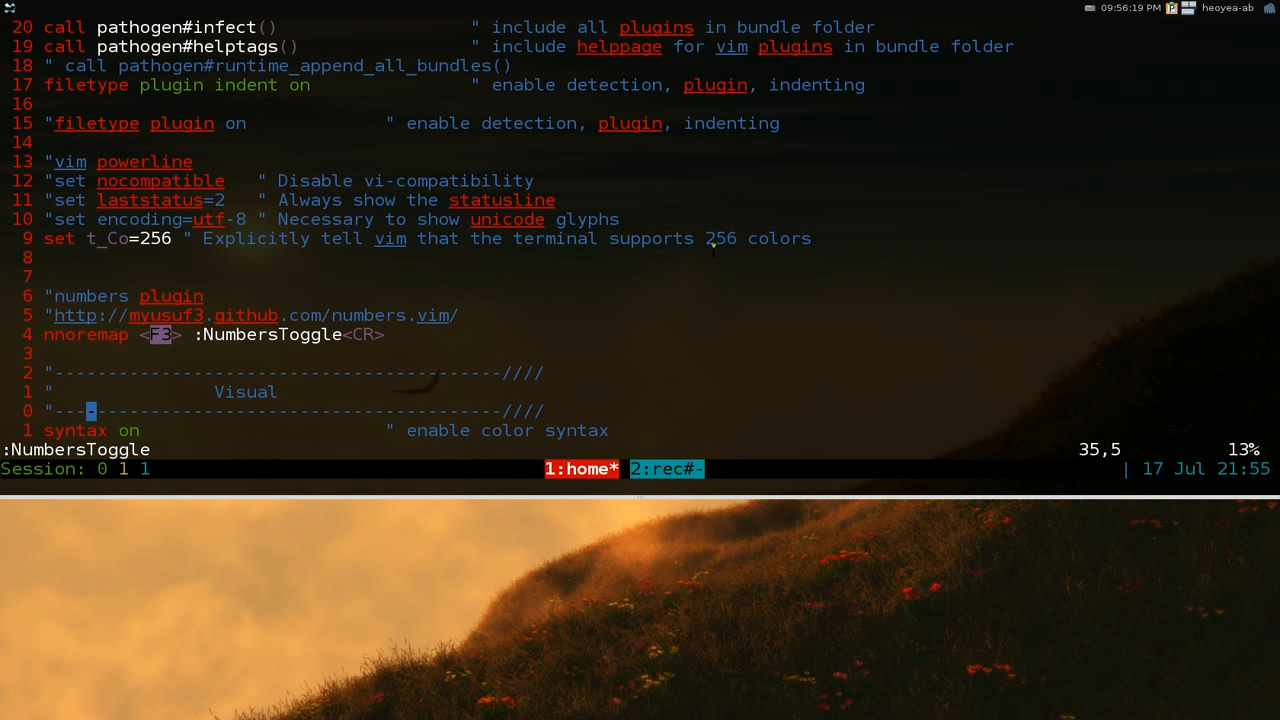 09:56:19 PM heoyea-ab
20 call pathogen#infect() " include all plugins in bundle folder
19 call pathogen#helptags() " include helppage for vim plugins in bundle folder
18 " call pathogen#runtime_append_all_bundles()
17 filetype plugin indent on " enable detection, plugin, indenting
16
15 "filetype plugin on " enable detection, plugin, indenting
14
13 "vim powerline
12 "set nocompatible " Disable vi-compatibility
11 "set laststatus=2 " Always show the statusline
10 "set encoding=utf-8 " Necessary to show unicode glyphs
9 set t_Co=256 " Explicitly tell vim that the terminal supports 256 colors
8
7
6 "numbers plugin
5 "http://myusuf3.github.com/numbers.vim/
4 nnoremap <F3> :NumbersToggle<CR>
3
2 "------------------------------------------////
1 " Visual
0 "------------------------------------------////
1 syntax on " enable color syntax
:NumbersToggle 35,5 13%
Session: 0 1 1 1:home* 2:rec#- | 17 Jul 21:55